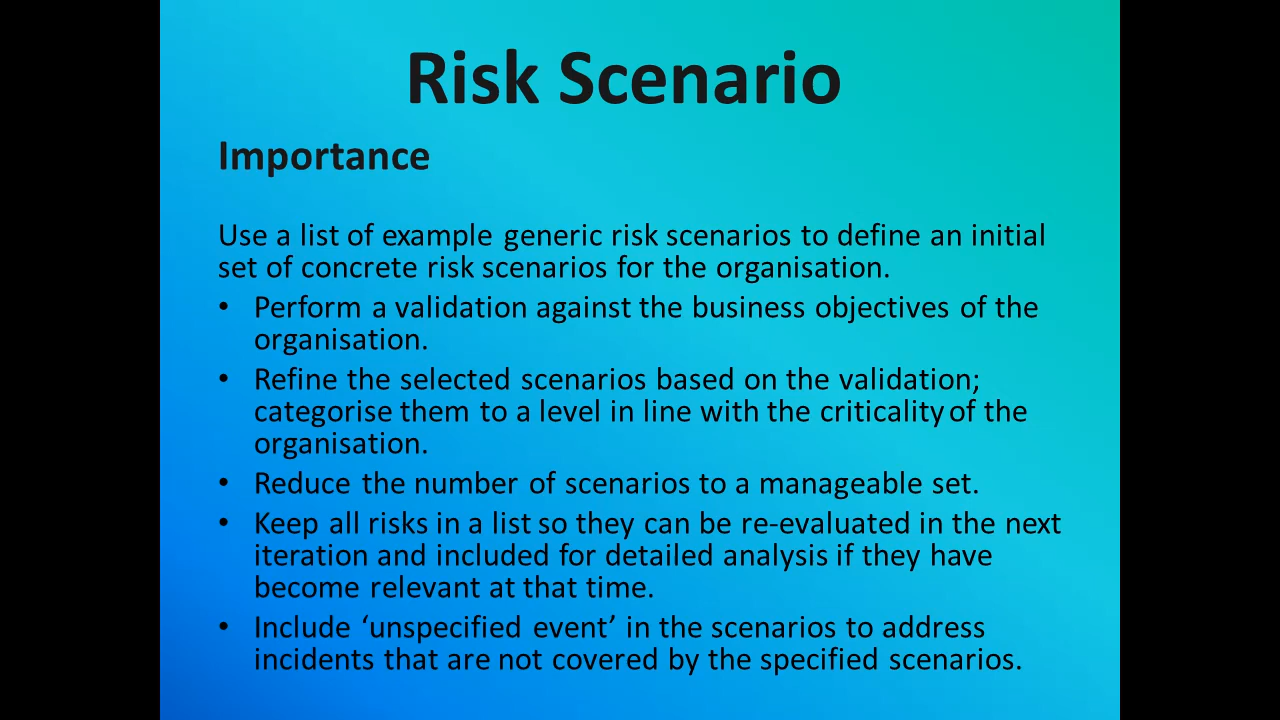 Risk Scenario
Importance
Use a list of example generic risk scenarios to define an initial
set of concrete risk scenarios for the organisation.
• Perform a validation against the business objectives of the
organisation.
• Refine the selected scenarios based on the validation;
categorise them to a level in line with the criticality of the
organisation.
• Reduce the number of scenarios to a manageable set.
• Keep all risks in a list so they can be re-evaluated in the next
iteration and included for detailed analysis if they have
become relevant at that time.
• Include ‘unspecified event’ in the scenarios to address
incidents that are not covered by the specified scenarios.